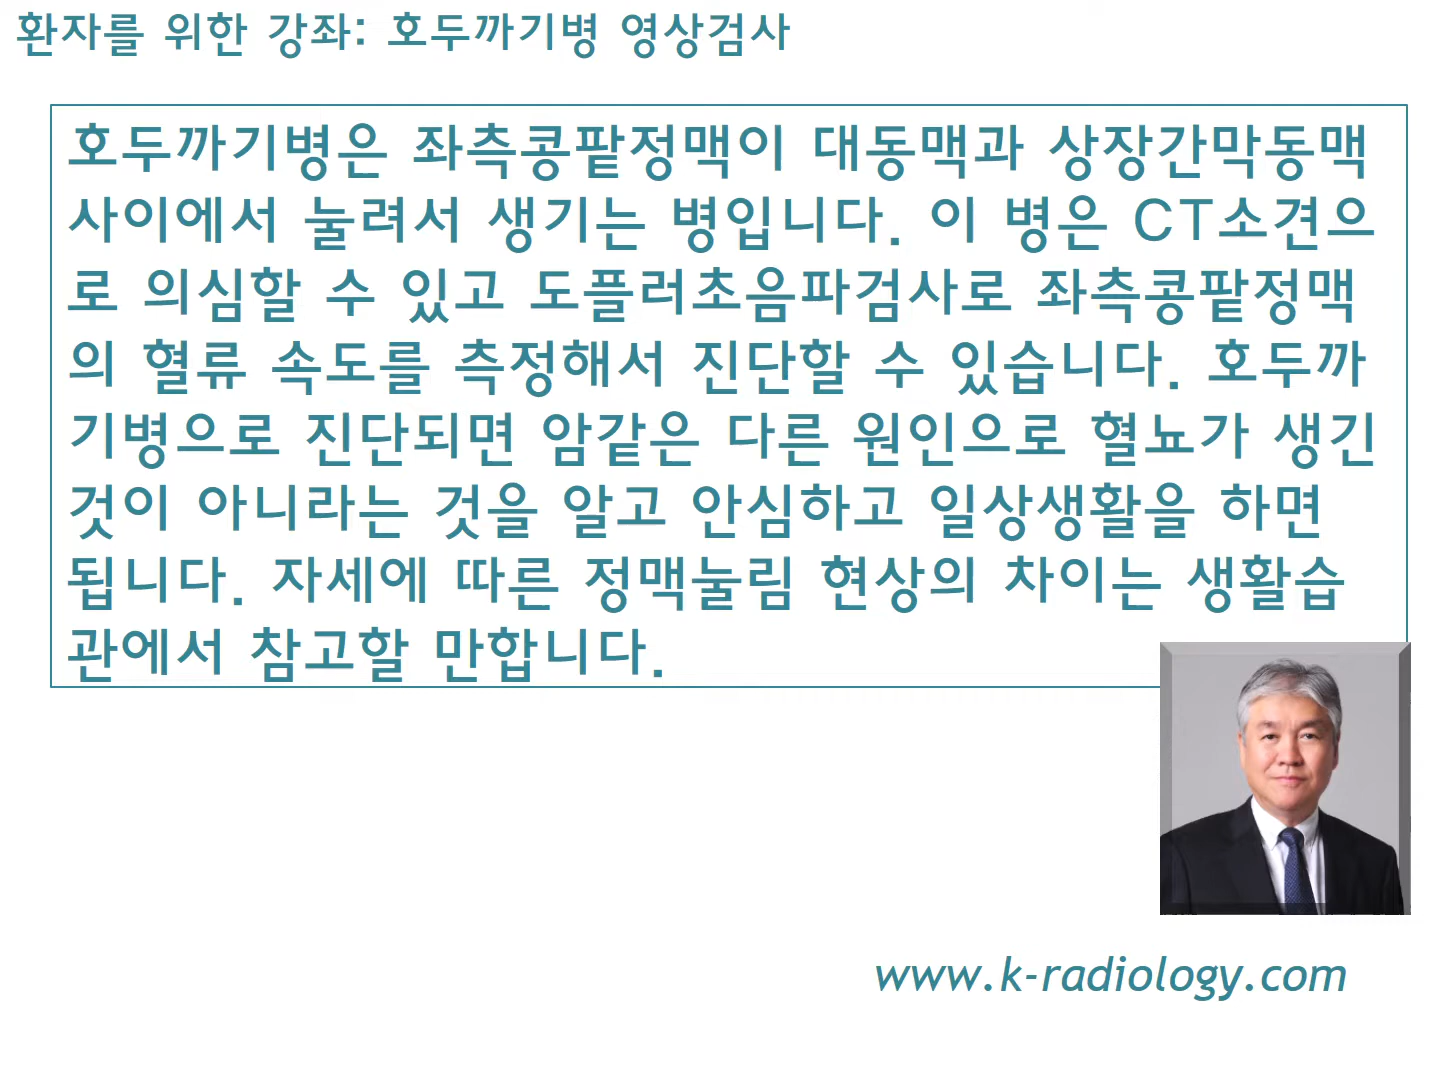 환자를 위한 강좌: 호두까기병 영상검사
호두까기병은 좌측콩팥정맥이 대동맥과 상장간막동맥
사이에서 눌려서 생기는 병입니다. 이 병은 CT소견으
로 의심할 수 있고 도플러초음파검사로 좌측콩팥정맥
의 혈류 속도를 측정해서 진단할 수 있습니다. 호두까
기병으로 진단되면 암같은 다른 원인으로 혈뇨가 생긴
것이 아니라는 것을 알고 안심하고 일상생활을 하면
됩니다. 자세에 따른 정맥눌림 현상의 차이는 생활습
관에서 참고할 만합니다.
www.k-radiology.com